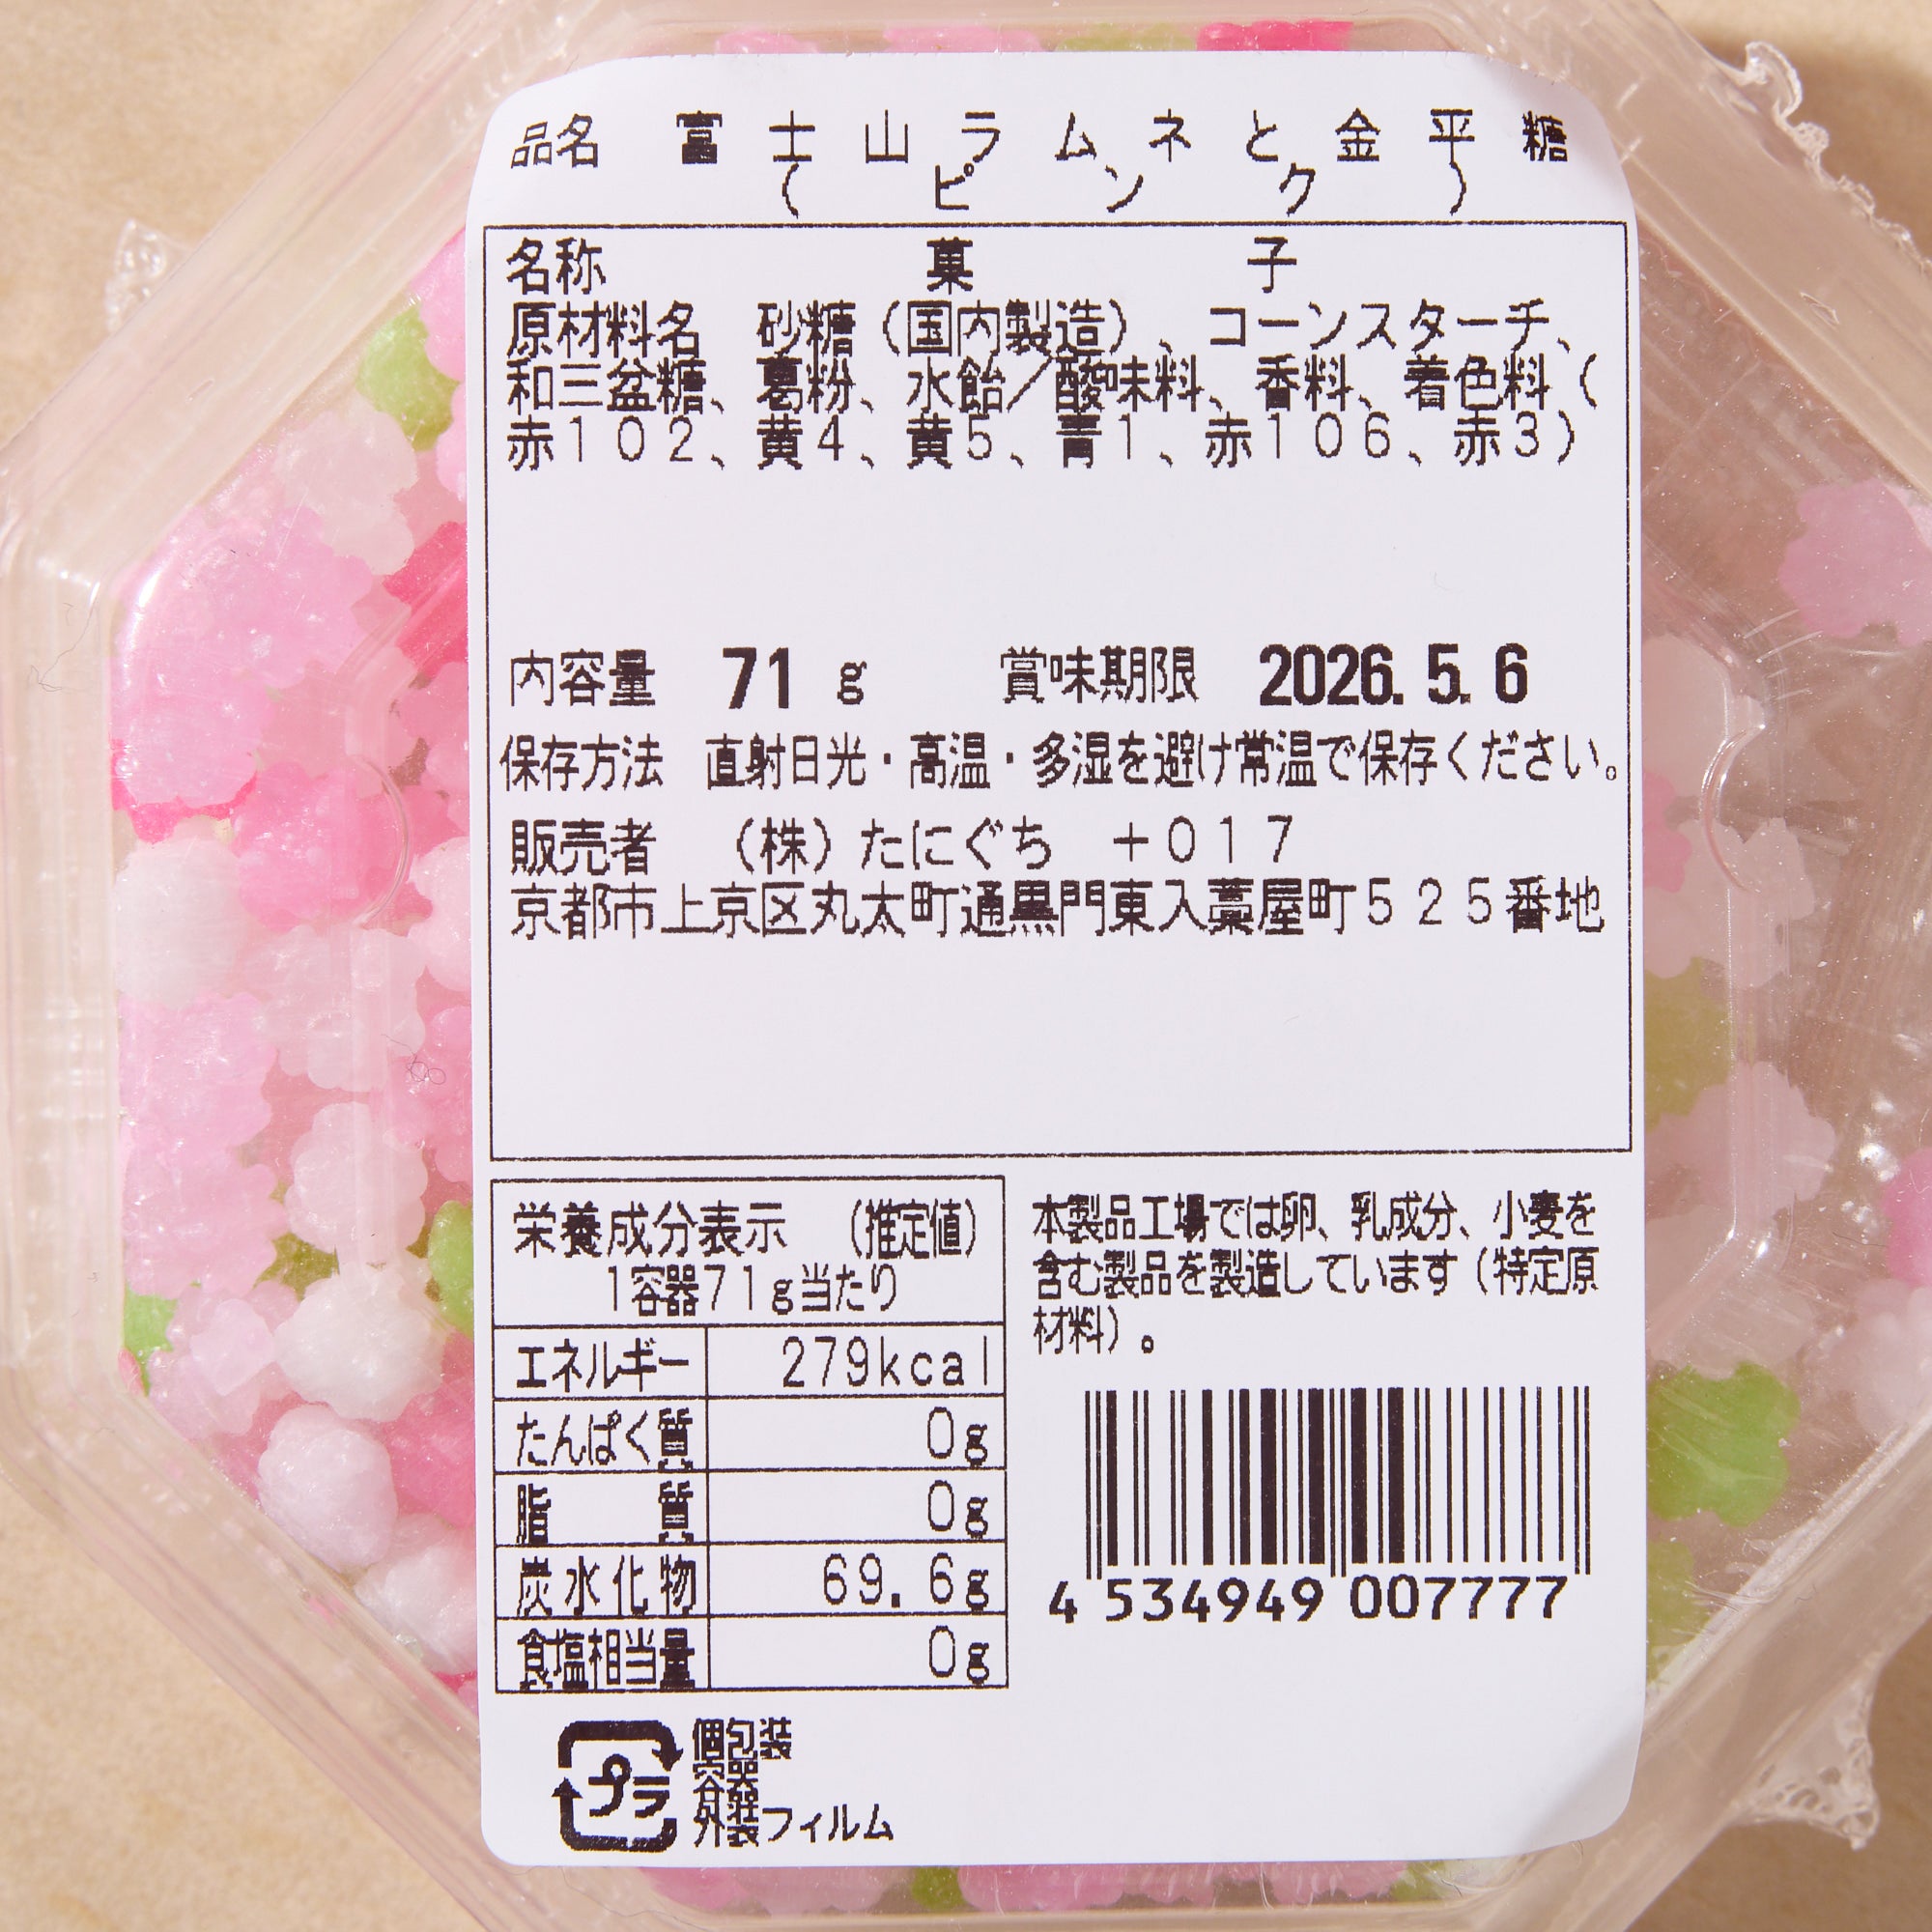 品名 富士山ラムネと金平糖
(ピンク)
名称 菓子
原材料名 砂糖(国内製造)、コーンスターチ、
和三盆糖、葛粉、水飴/酸味料、香料、着色料(
赤102、黄4、黄5、青1、赤106、赤3)
内容量 71 g 賞味期限 2026. 5. 6
保存方法 直射日光・高温・多湿を避け常温で保存ください。
販売者 (株)たにぐち +017
京都市上京区丸太町通黒門東入藁屋町525番地
栄養成分表示 (推定値)
1容器71g当たり
エネルギー 279kcal
たんぱく質 0g
脂質 0g
炭水化物 69.6g
食塩相当量 0g
本製品工場では卵、乳成分、小麦を
含む製品を製造しています(特定原
材料)。
4 534949 007777
プラ
個包装
容器
外装フィルム